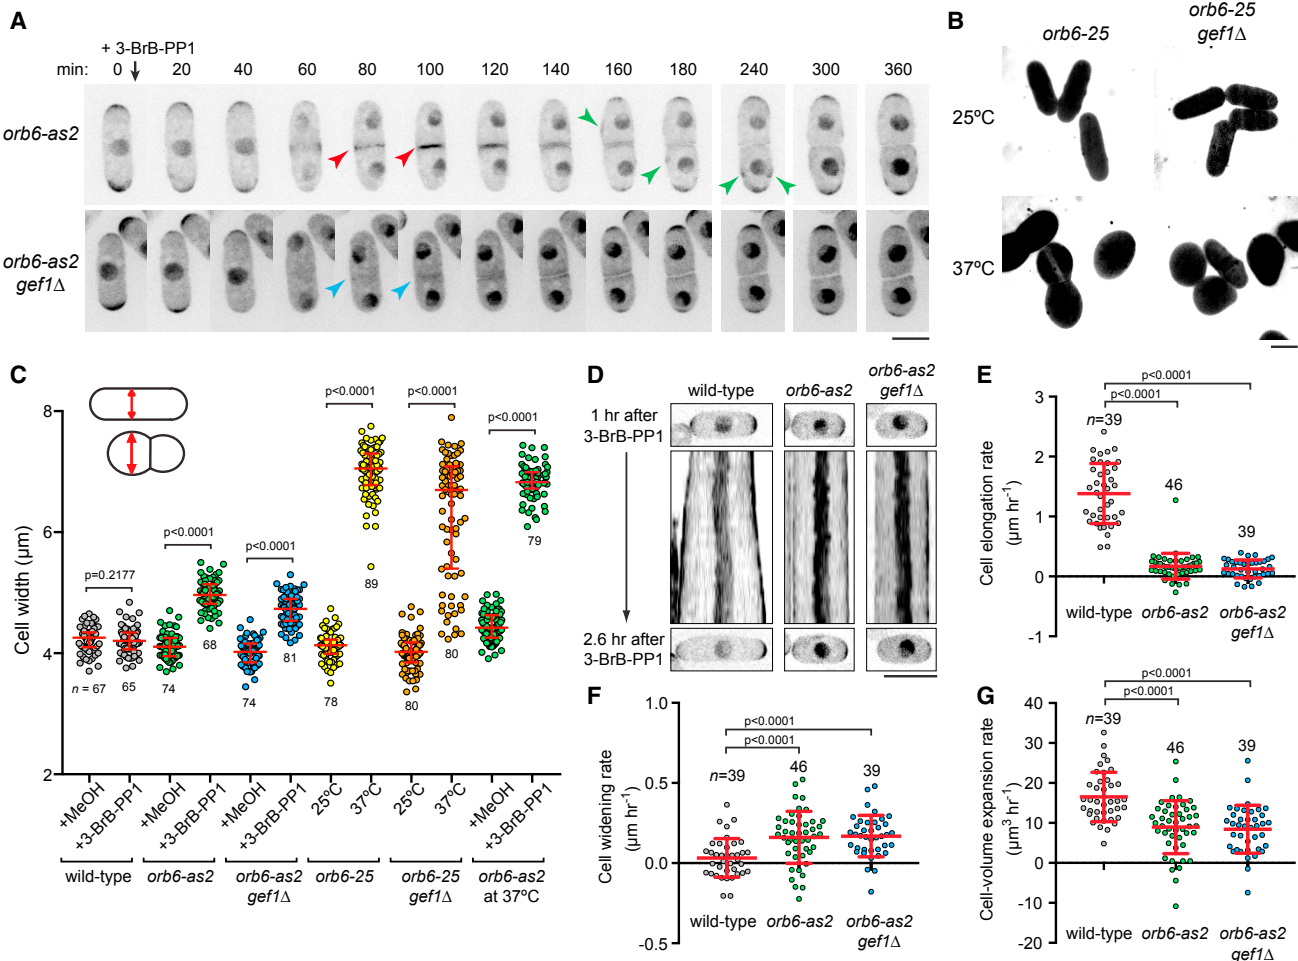 A
+ 3-BrB-PP1
min: 0 20 40 60 80 100 120 140 160 180 240 300 360
orb6-as2
orb6-as2
gef1Δ
B
orb6-25
orb6-25
gef1Δ
25ºC
37ºC
C
Cell width (µm)
8
6
4
2
p=0.2177
p<0.0001
p<0.0001
p<0.0001
p<0.0001
p<0.0001
n = 67
65
74
68
74
81
78
89
80
80
79
+MeOH
+3-BrB-PP1
+MeOH
+3-BrB-PP1
+MeOH
+3-BrB-PP1
25ºC
37ºC
25ºC
37ºC
+MeOH
+3-BrB-PP1
wild-type
orb6-as2
orb6-as2
gef1Δ
orb6-25
orb6-25
gef1Δ
orb6-as2
at 37ºC
D
wild-type
orb6-as2
orb6-as2
gef1Δ
1 hr after
3-BrB-PP1
2.6 hr after
3-BrB-PP1
E
Cell elongation rate
(µm hr-1)
3
2
1
0
-1
p<0.0001
p<0.0001
n=39
46
39
wild-type
orb6-as2
orb6-as2
gef1Δ
F
Cell widening rate
(µm hr-1)
1.0
0.5
0.0
-0.5
p<0.0001
p<0.0001
n=39
46
39
wild-type
orb6-as2
orb6-as2
gef1Δ
G
Cell-volume expansion rate
(µm3 hr-1)
40
30
20
10
0
-10
-20
p<0.0001
p<0.0001
n=39
46
39
wild-type
orb6-as2
orb6-as2
gef1Δ